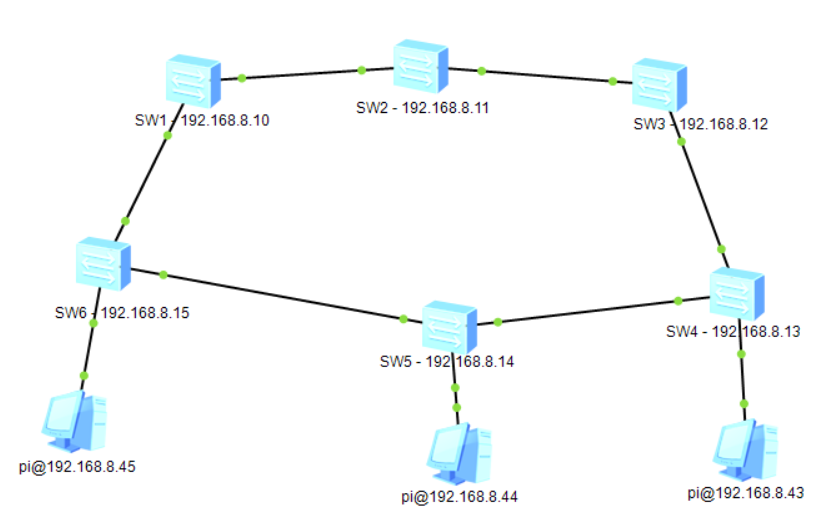 SW1 - 192.168.8.10
SW2 - 192.168.8.11
SW3 - 192.168.8.12
SW6 - 192.168.8.15
SW5 - 192.168.8.14
SW4 - 192.168.8.13
pi@192.168.8.45
pi@192.168.8.44
pi@192.168.8.43